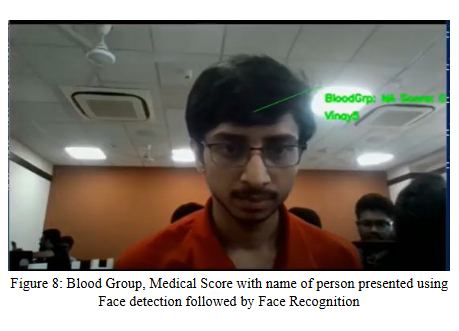 BloodGrp: Score:
Vinay5
Figure 8: Blood Group, Medical Score with name of person presented using
Face detection followed by Face Recognition